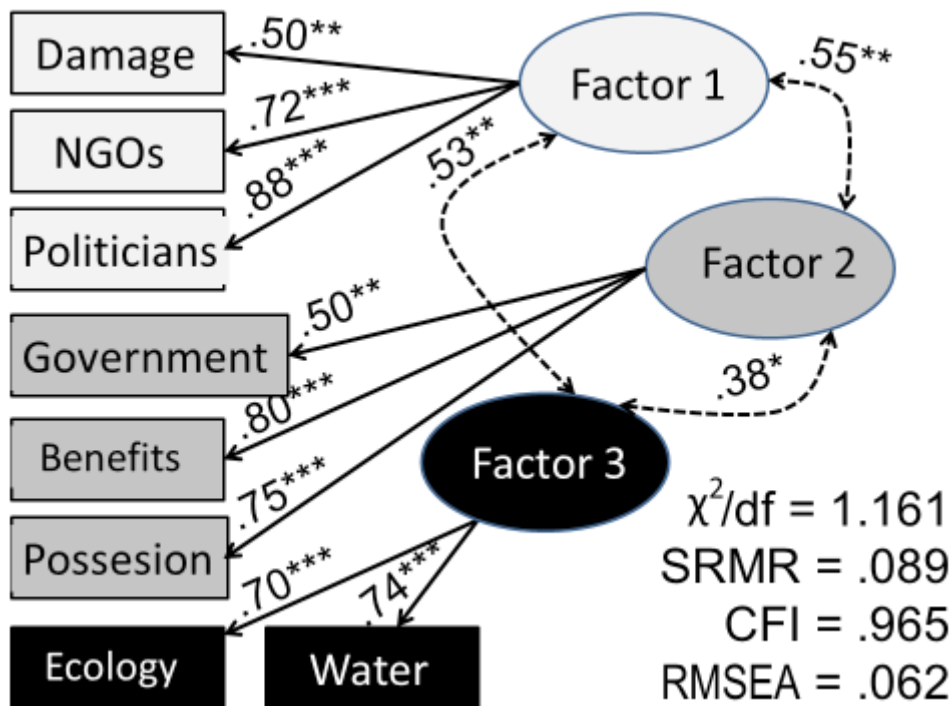 Damage
.50**
Factor 1
.55**
NGOs
.72***
.53**
Politicians
.88***
Factor 2
Government
.50**
.38*
Benefits
.80***
Factor 3
Possesion
.75***
χ²/df = 1.161
SRMR = .089
CFI = .965
RMSEA = .062
Ecology
.70***
Water
.74***